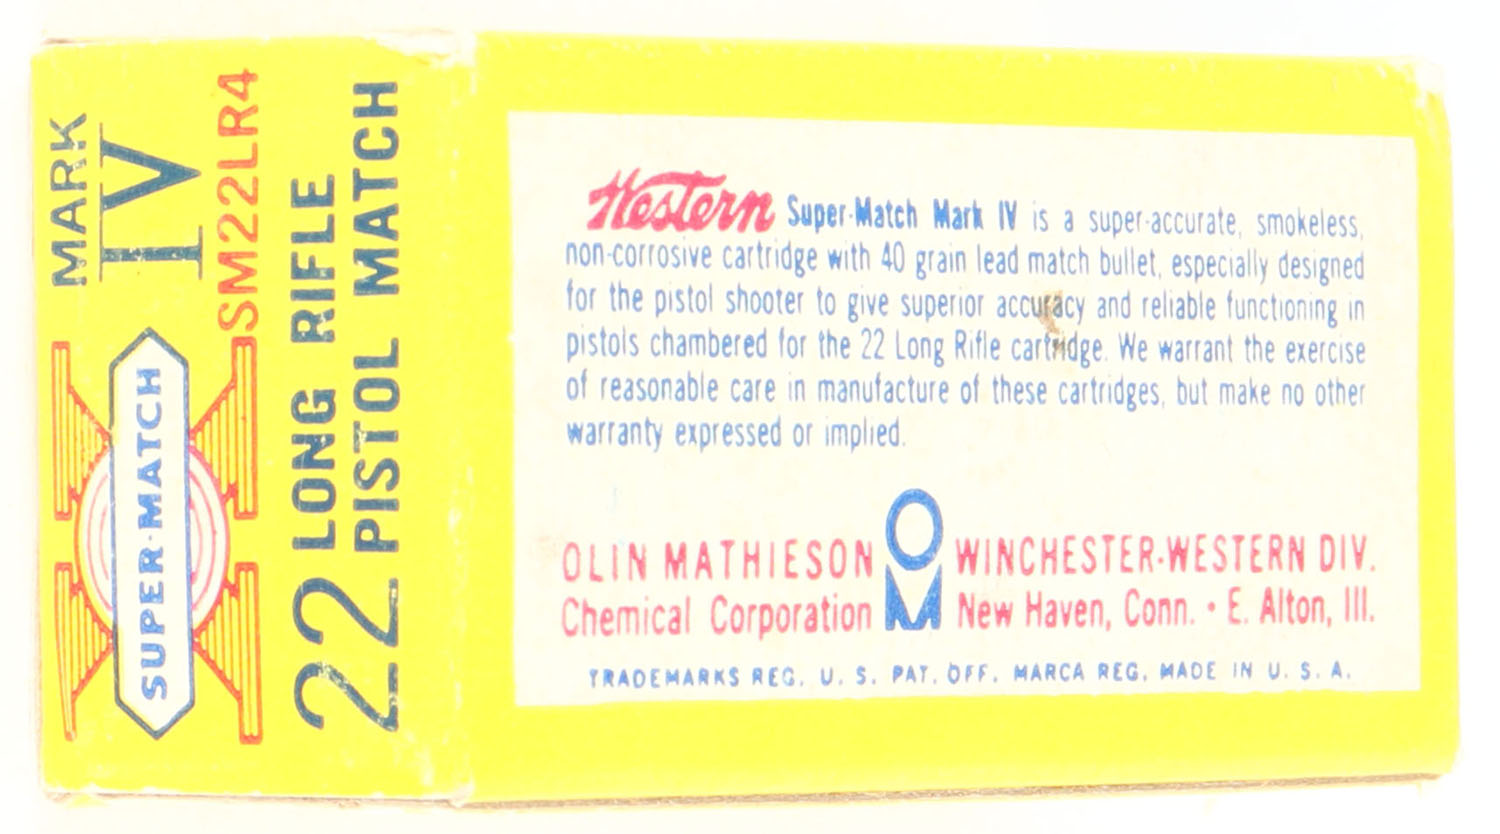 MARK
IV
SM22LR4
SUPER·MATCH
22 LONG RIFLE
PISTOL MATCH
Western Super-Match Mark IV is a super-accurate, smokeless,
non-corrosive cartridge with 40 grain lead match bullet, especially designed
for the pistol shooter to give superior accuracy and reliable functioning in
pistols chambered for the 22 Long Rifle cartridge. We warrant the exercise
of reasonable care in manufacture of these cartridges, but make no other
warranty expressed or implied.
OLIN MATHIESON OM WINCHESTER-WESTERN DIV.
Chemical Corporation New Haven, Conn. • E. Alton, Ill.
TRADEMARKS REG. U. S. PAT. OFF. MARCA REG. MADE IN U. S. A.